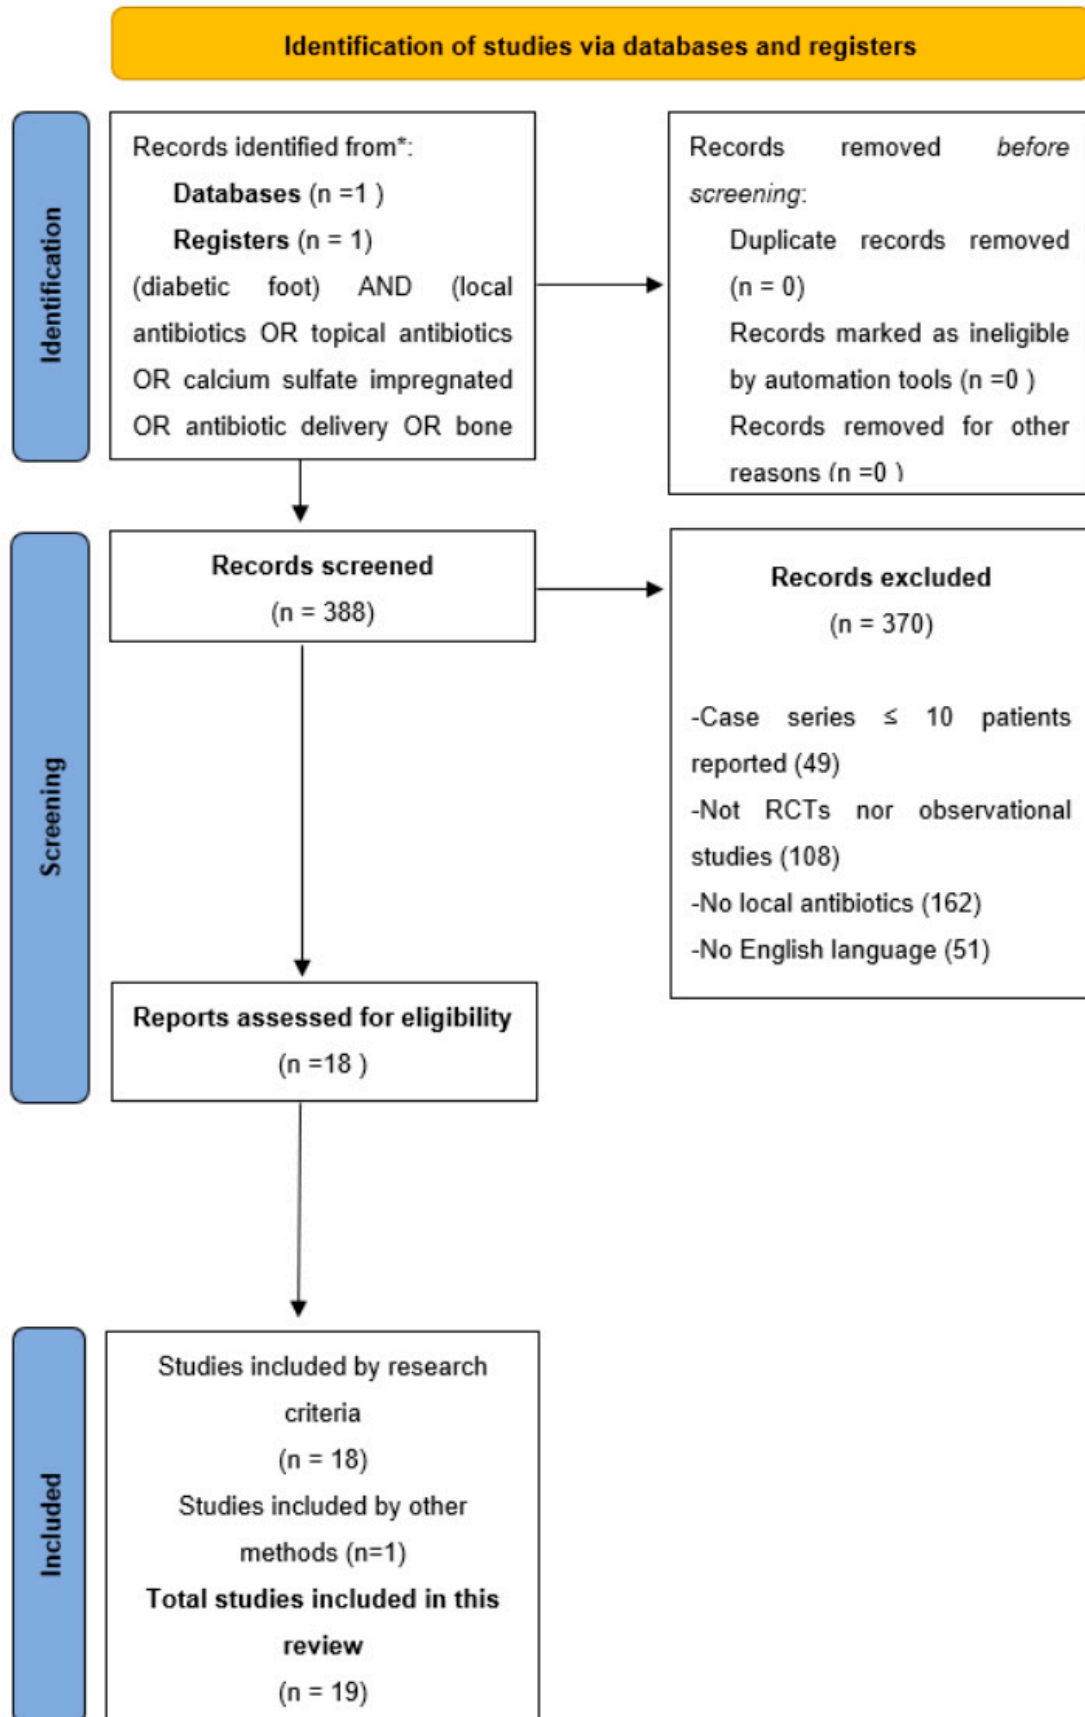 Identification of studies via databases and registers
Identification
Records identified from*:
Databases (n =1 )
Registers (n = 1)
(diabetic foot) AND (local
antibiotics OR topical antibiotics
OR calcium sulfate impregnated
OR antibiotic delivery OR bone
Records removed before
screening:
Duplicate records removed
(n = 0)
Records marked as ineligible
by automation tools (n =0 )
Records removed for other
reasons (n =0 )
Screening
Records screened
(n = 388)
Records excluded
(n = 370)
-Case series ≤ 10 patients
reported (49)
-Not RCTs nor observational
studies (108)
-No local antibiotics (162)
-No English language (51)
Reports assessed for eligibility
(n =18 )
Included
Studies included by research
criteria
(n = 18)
Studies included by other
methods (n=1)
Total studies included in this
review
(n = 19)